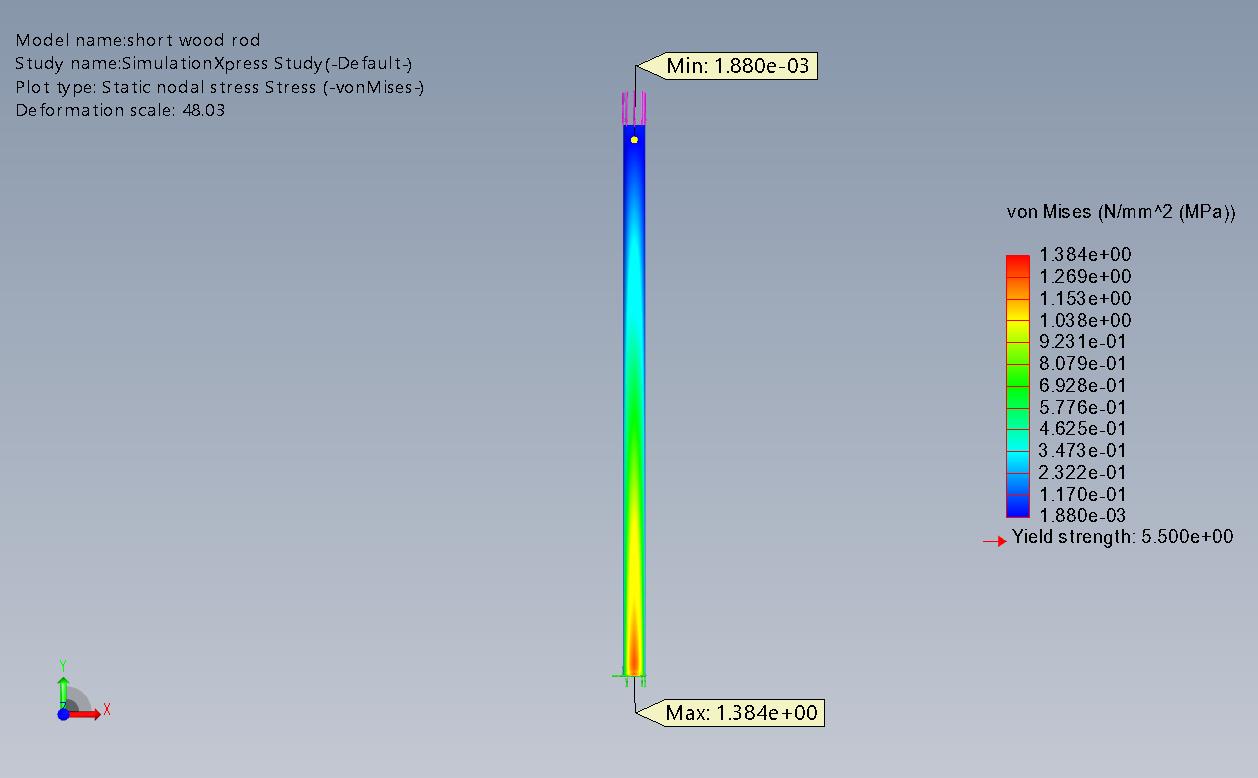 Model name:short wood rod
Study name:SimulationXpress Study(-Default-)
Plot type: Static nodal stress Stress (-vonMises-)
Deformation scale: 48.03
Min: 1.880e-03
von Mises (N/mm^2 (MPa))
1.384e+00
1.269e+00
1.153e+00
1.038e+00
9.231e-01
8.079e-01
6.928e-01
5.776e-01
4.625e-01
3.473e-01
2.322e-01
1.170e-01
1.880e-03
Yield strength: 5.500e+00
Y
Z
X
Max: 1.384e+00